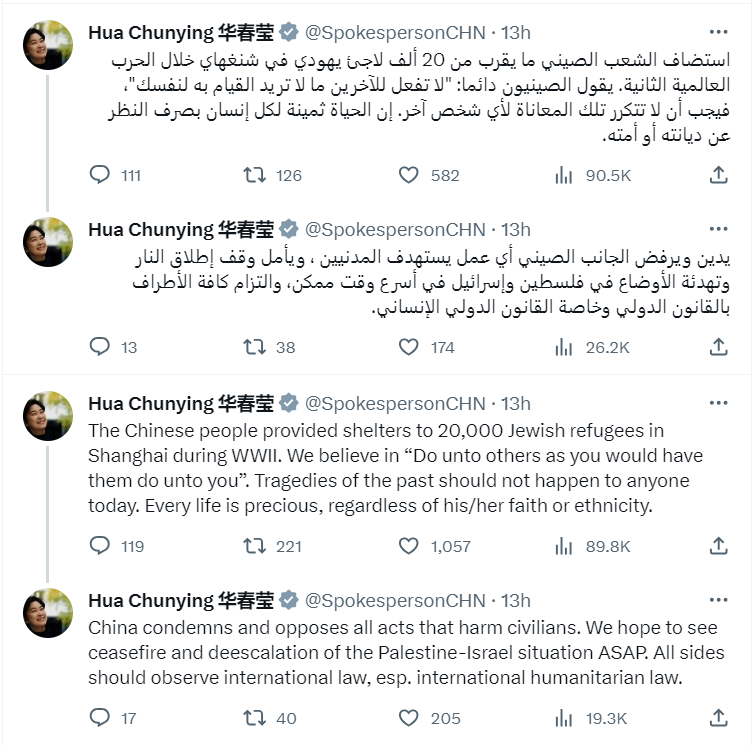 Hua Chunying 华春莹 @SpokespersonCHN · 13h
استضاف الشعب الصيني ما يقرب من 20 ألف لاجئ يهودي في شنغهاي خلال الحرب
العالمية الثانية. يقول الصينيون دائما: "لا تفعل للآخرين ما لا تريد القيام به لنفسك"،
فيجب أن لا تتكرر تلك المعاناة لأي شخص آخر. إن الحياة ثمينة لكل إنسان بصرف النظر
عن ديانته أو أمته.
111 126 582 90.5K
Hua Chunying 华春莹 @SpokespersonCHN · 13h
يدين ويرفض الجانب الصيني أي عمل يستهدف المدنيين ، ويأمل وقف إطلاق النار
وتهدئة الأوضاع في فلسطين وإسرائيل في أسرع وقت ممكن، والتزام كافة الأطراف
بالقانون الدولي وخاصة القانون الدولي الإنساني.
13 38 174 26.2K
Hua Chunying 华春莹 @SpokespersonCHN · 13h
The Chinese people provided shelters to 20,000 Jewish refugees in
Shanghai during WWII. We believe in “Do unto others as you would have
them do unto you”. Tragedies of the past should not happen to anyone
today. Every life is precious, regardless of his/her faith or ethnicity.
119 221 1,057 89.8K
Hua Chunying 华春莹 @SpokespersonCHN · 13h
China condemns and opposes all acts that harm civilians. We hope to see
ceasefire and deescalation of the Palestine-Israel situation ASAP. All sides
should observe international law, esp. international humanitarian law.
17 40 205 19.3K